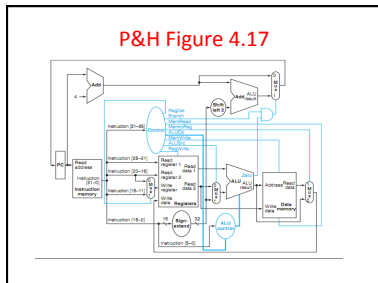 P&H Figure 4.17
Add
4
Add
ALU
result
Shift
left 2
RegDst
Branch
MemRead
MemtoReg
ALUOp
MemWrite
ALUSrc
RegWrite
Control
Instruction [31–26]
PC
Read
address
Instruction
[31–0]
Instruction
memory
Instruction [25–21]
Instruction [20–16]
Instruction [15–11]
Instruction [15–0]
Instruction [5–0]
Read
register 1
Read
register 2
Write
register
Write
data
Read
data 1
Read
data 2
Registers
Zero
ALU
ALU
result
Address
Read
data
Data
memory
Write
data
16
Sign-
extend
32
ALU
control